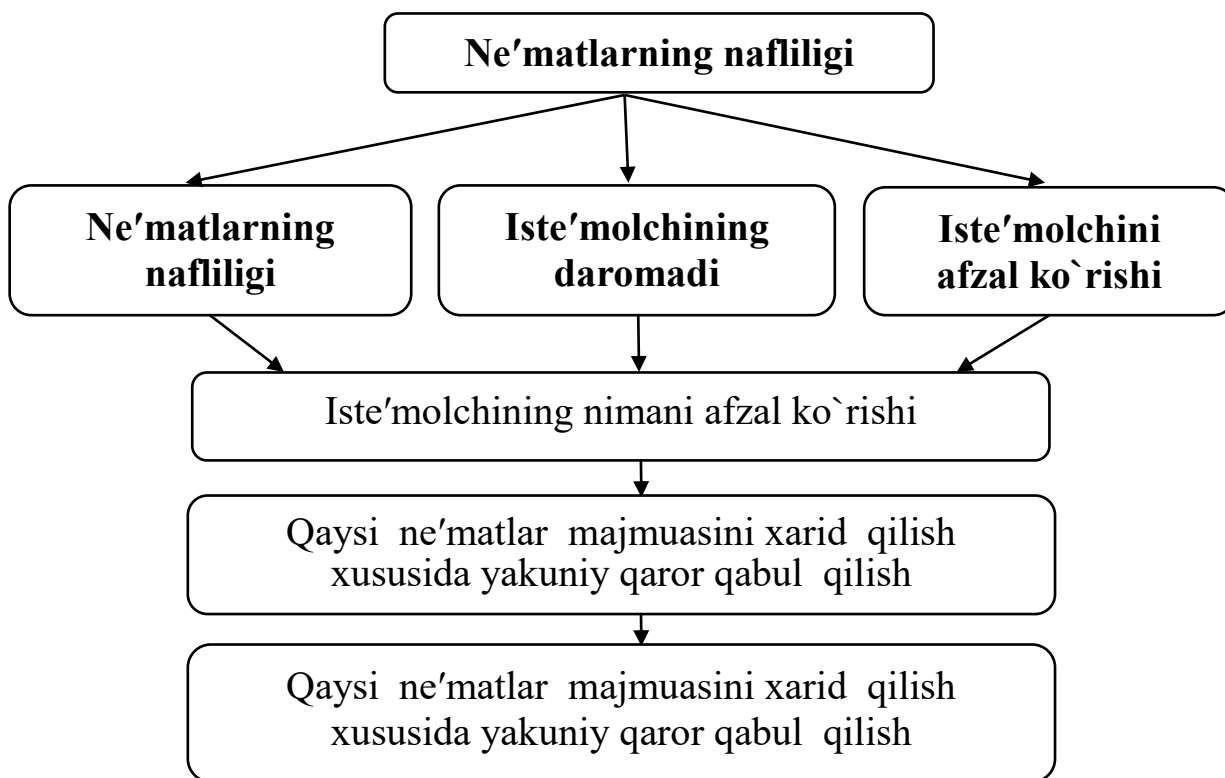 Ne′matlarning nafliligi
Ne′matlarning
nafliligi
Iste′molchining
daromadi
Iste′molchini
afzal ko`rishi
Iste′molchining nimani afzal ko`rishi
Qaysi ne′matlar majmuasini xarid qilish
xususida yakuniy qaror qabul qilish
Qaysi ne′matlar majmuasini xarid qilish
xususida yakuniy qaror qabul qilish